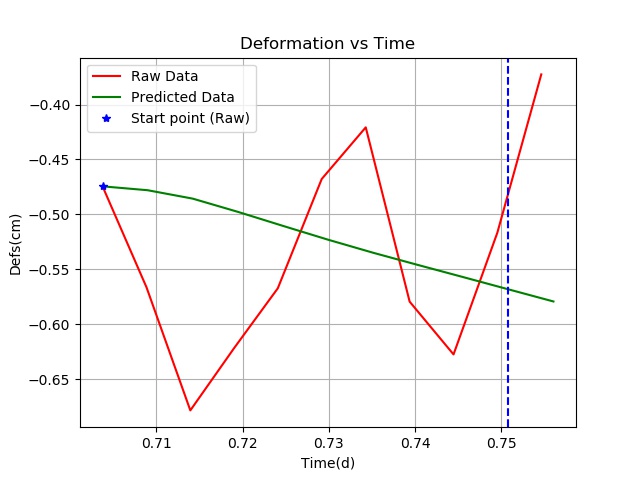 Deformation vs Time
Raw Data
Predicted Data
Start point (Raw)
Defs(cm)
−0.40
−0.45
−0.50
−0.55
−0.60
−0.65
0.71 0.72 0.73 0.74 0.75
Time(d)